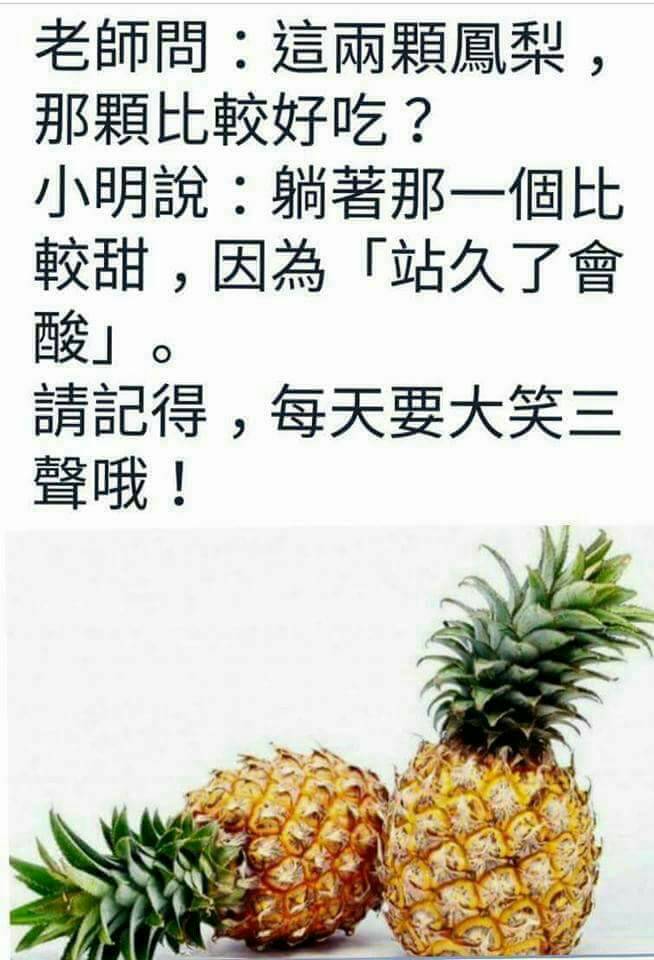 老師問：這兩顆鳳梨，
那顆比較好吃？
小明說：躺著那一個比
較甜，因為「站久了會
酸」。
請記得，每天要大笑三
聲哦！